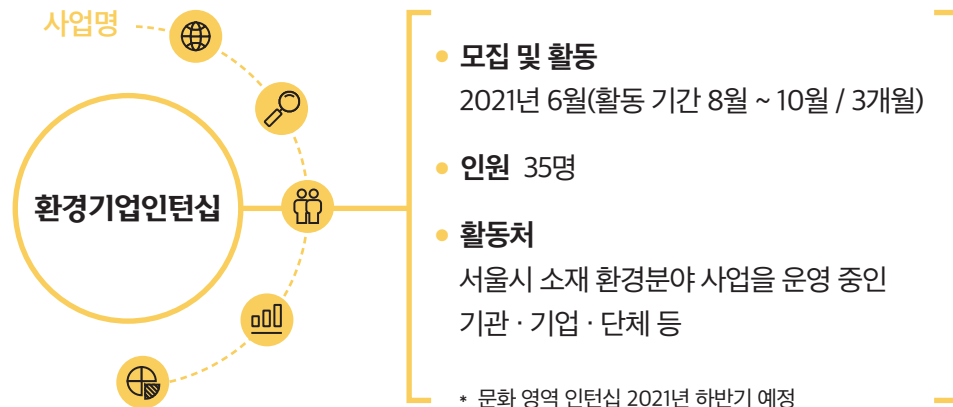 사업명
환경기업인턴십
• 모집 및 활동
2021년 6월(활동 기간 8월 ~ 10월 / 3개월)
• 인원 35명
• 활동처
서울시 소재 환경분야 사업을 운영 중인
기관 · 기업 · 단체 등
* 문화 영역 인턴십 2021년 하반기 예정